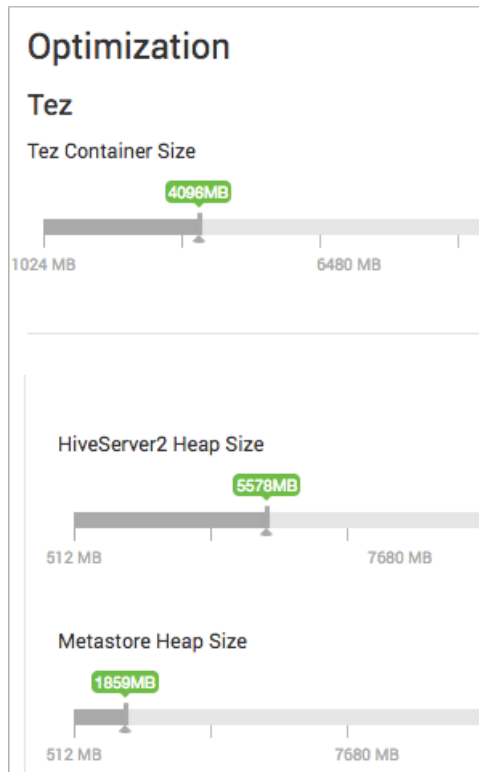 Optimization
Tez
Tez Container Size
4096MB
1024 MB 6480 MB
HiveServer2 Heap Size
5578MB
512 MB 7680 MB
Metastore Heap Size
1859MB
512 MB 7680 MB